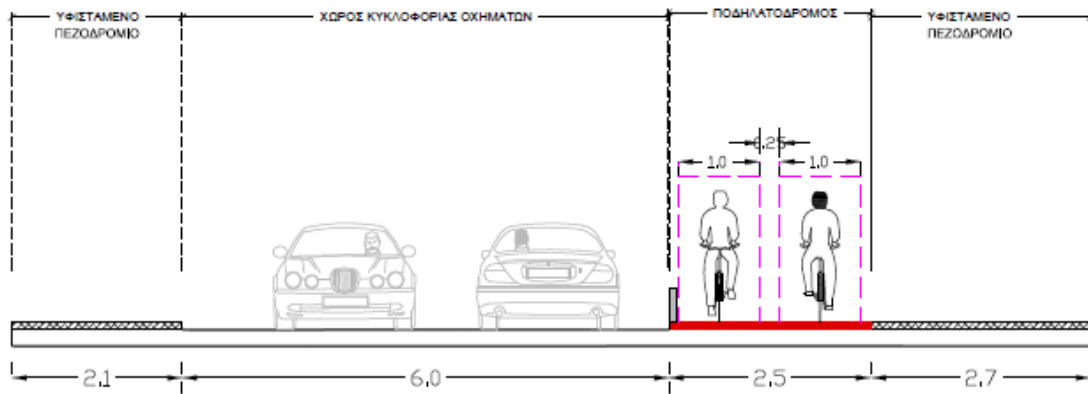 ΥΦΙΣΤΑΜΕΝΟ
ΠΕΖΟΔΡΟΜΙΟ
ΧΩΡΟΣ ΚΥΚΛΟΦΟΡΙΑΣ ΟΧΗΜΑΤΩΝ
ΠΟΔΗΛΑΤΟΔΡΟΜΟΣ
ΥΦΙΣΤΑΜΕΝΟ
ΠΕΖΟΔΡΟΜΙΟ
0.25
1.0 1.0
2,1 6,0 2,5 2,7